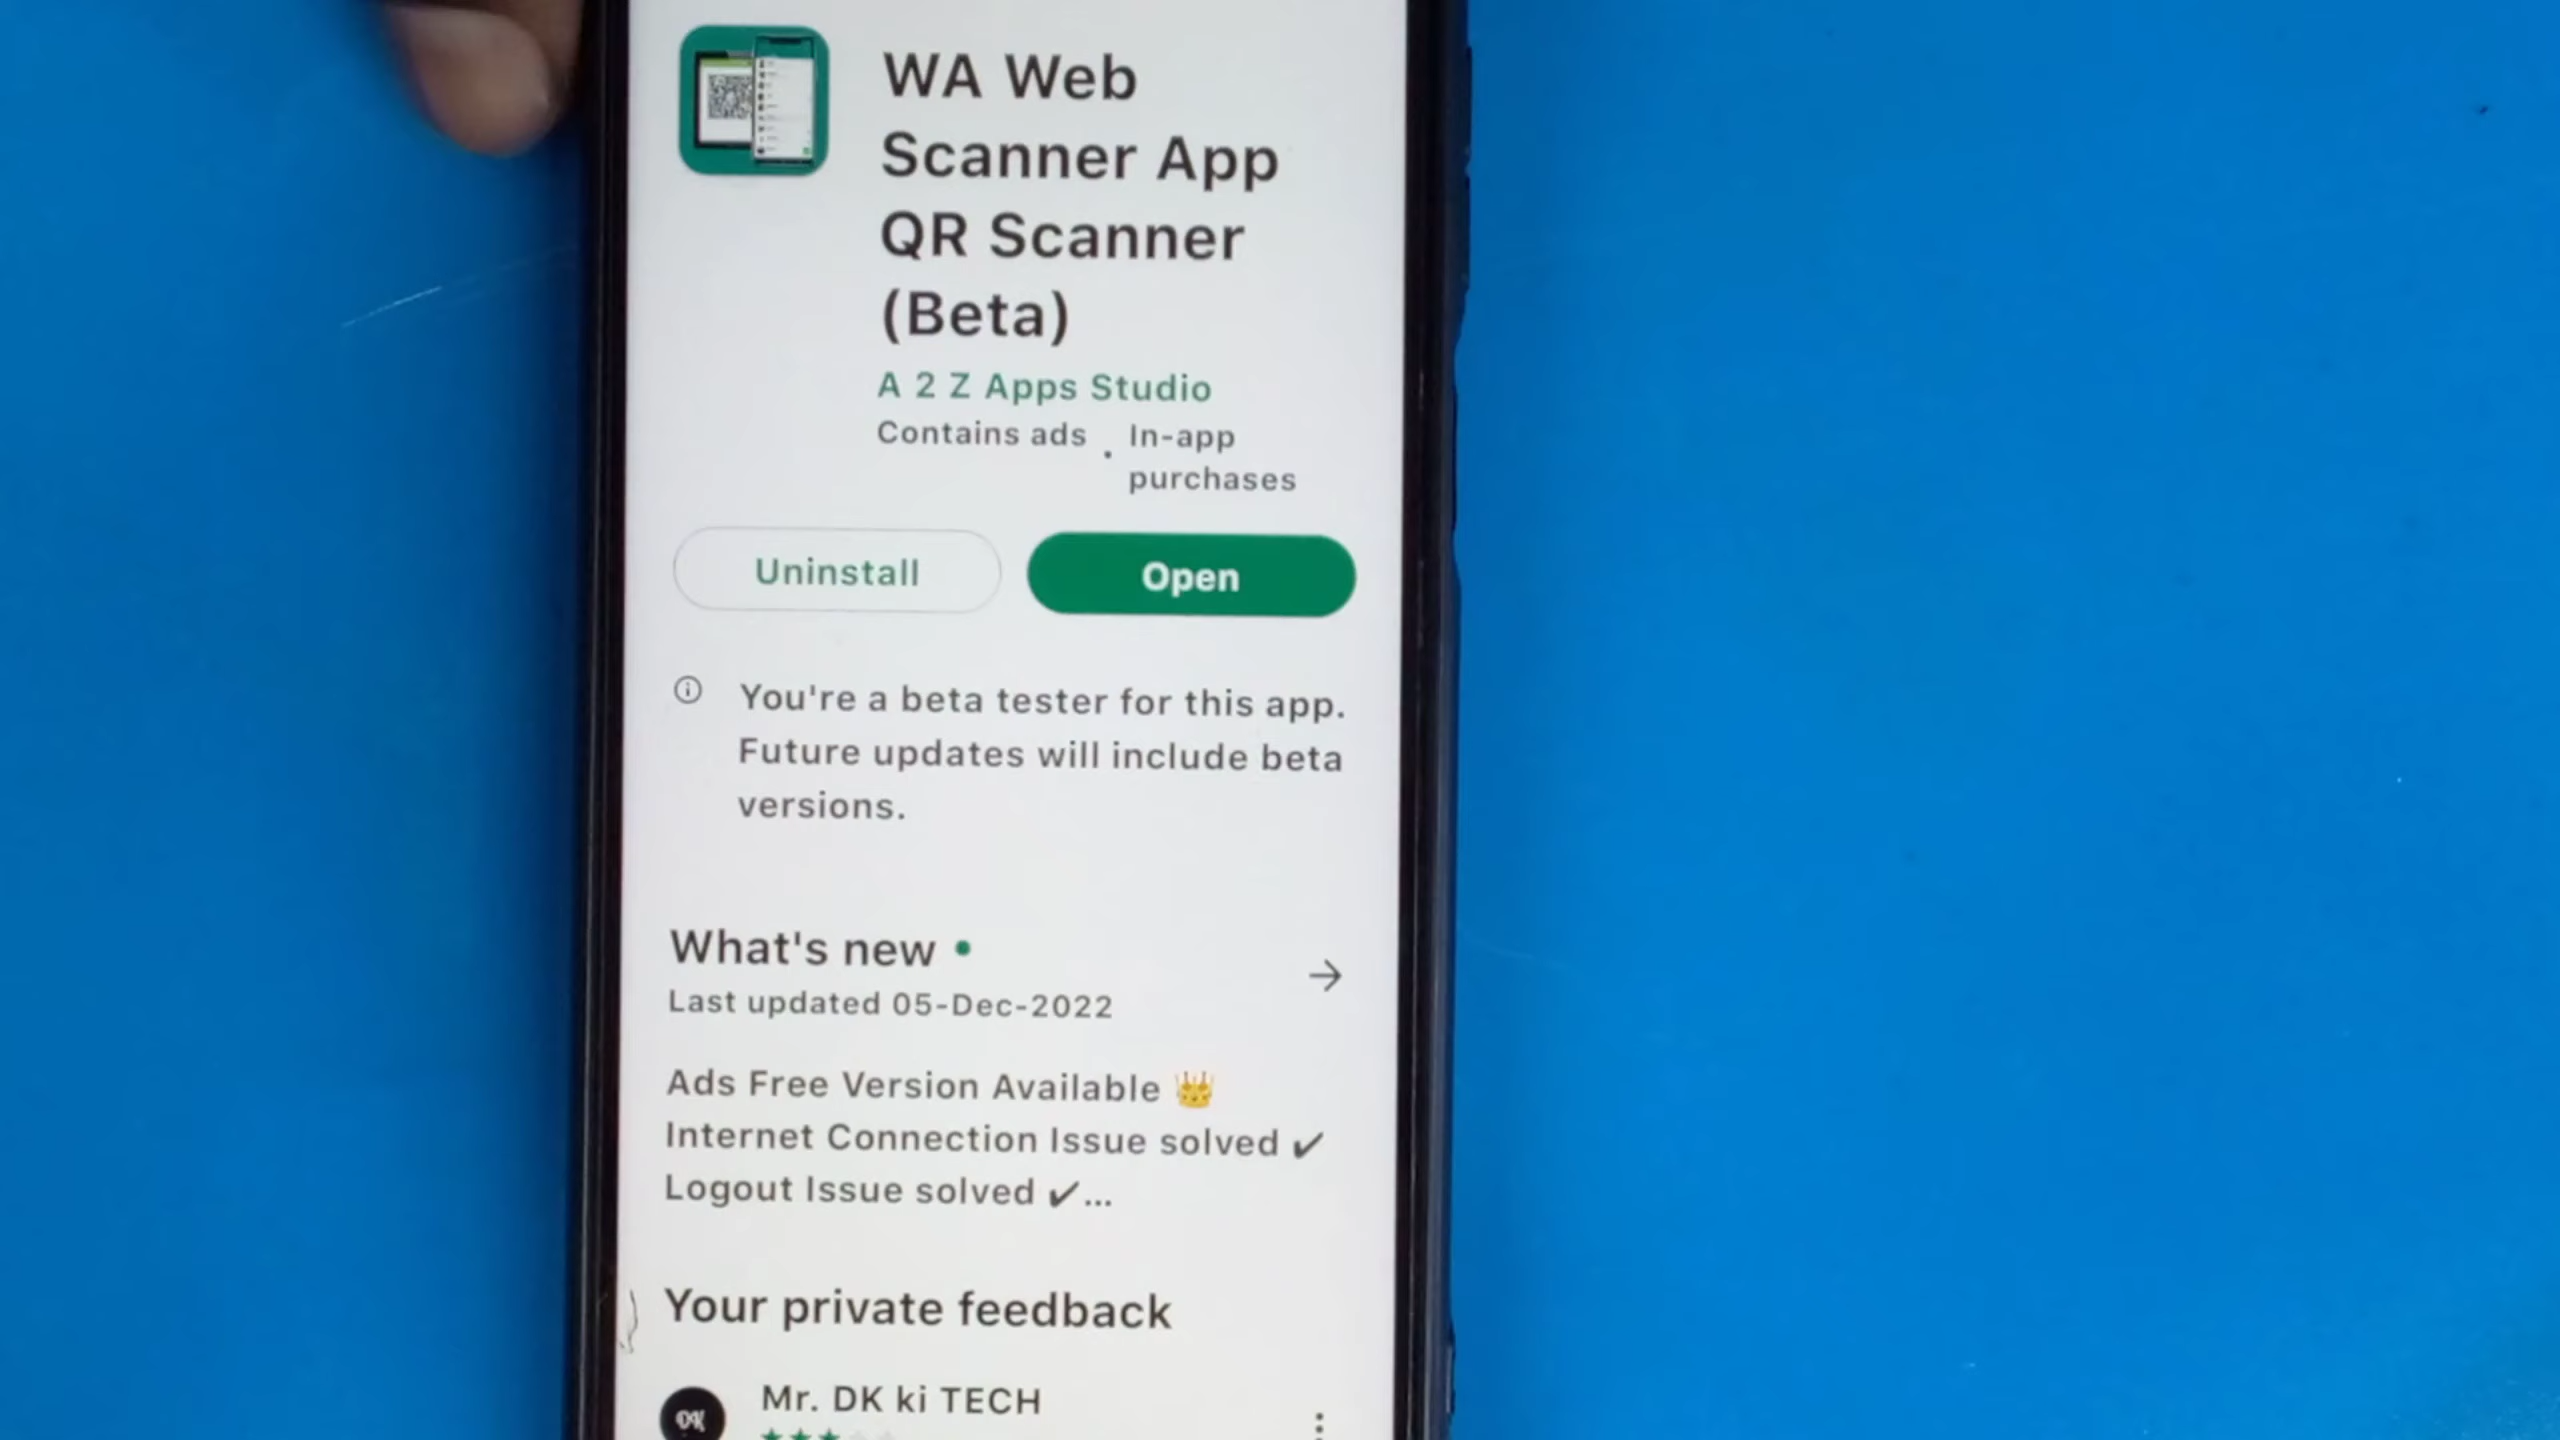 WA Web
Scanner App
QR Scanner
(Beta)
A 2 Z Apps Studio
Contains ads · In-app
purchases
Uninstall
Open
You're a beta tester for this app.
Future updates will include beta
versions.
What's new •
Last updated 05-Dec-2022
→
Ads Free Version Available 👑
Internet Connection Issue solved ✔
Logout Issue solved ✔...
Your private feedback
Mr. DK ki TECH